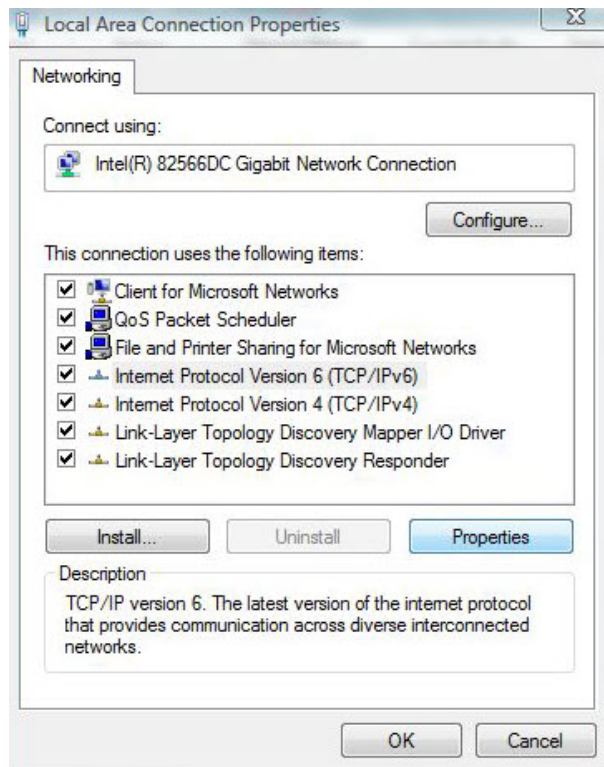 Local Area Connection Properties
Networking
Connect using:
Intel(R) 82566DC Gigabit Network Connection
Configure...
This connection uses the following items:
Client for Microsoft Networks
QoS Packet Scheduler
File and Printer Sharing for Microsoft Networks
Internet Protocol Version 6 (TCP/IPv6)
Internet Protocol Version 4 (TCP/IPv4)
Link-Layer Topology Discovery Mapper I/O Driver
Link-Layer Topology Discovery Responder
Install... Uninstall Properties
Description
TCP/IP version 6. The latest version of the internet protocol
that provides communication across diverse interconnected
networks.
OK Cancel